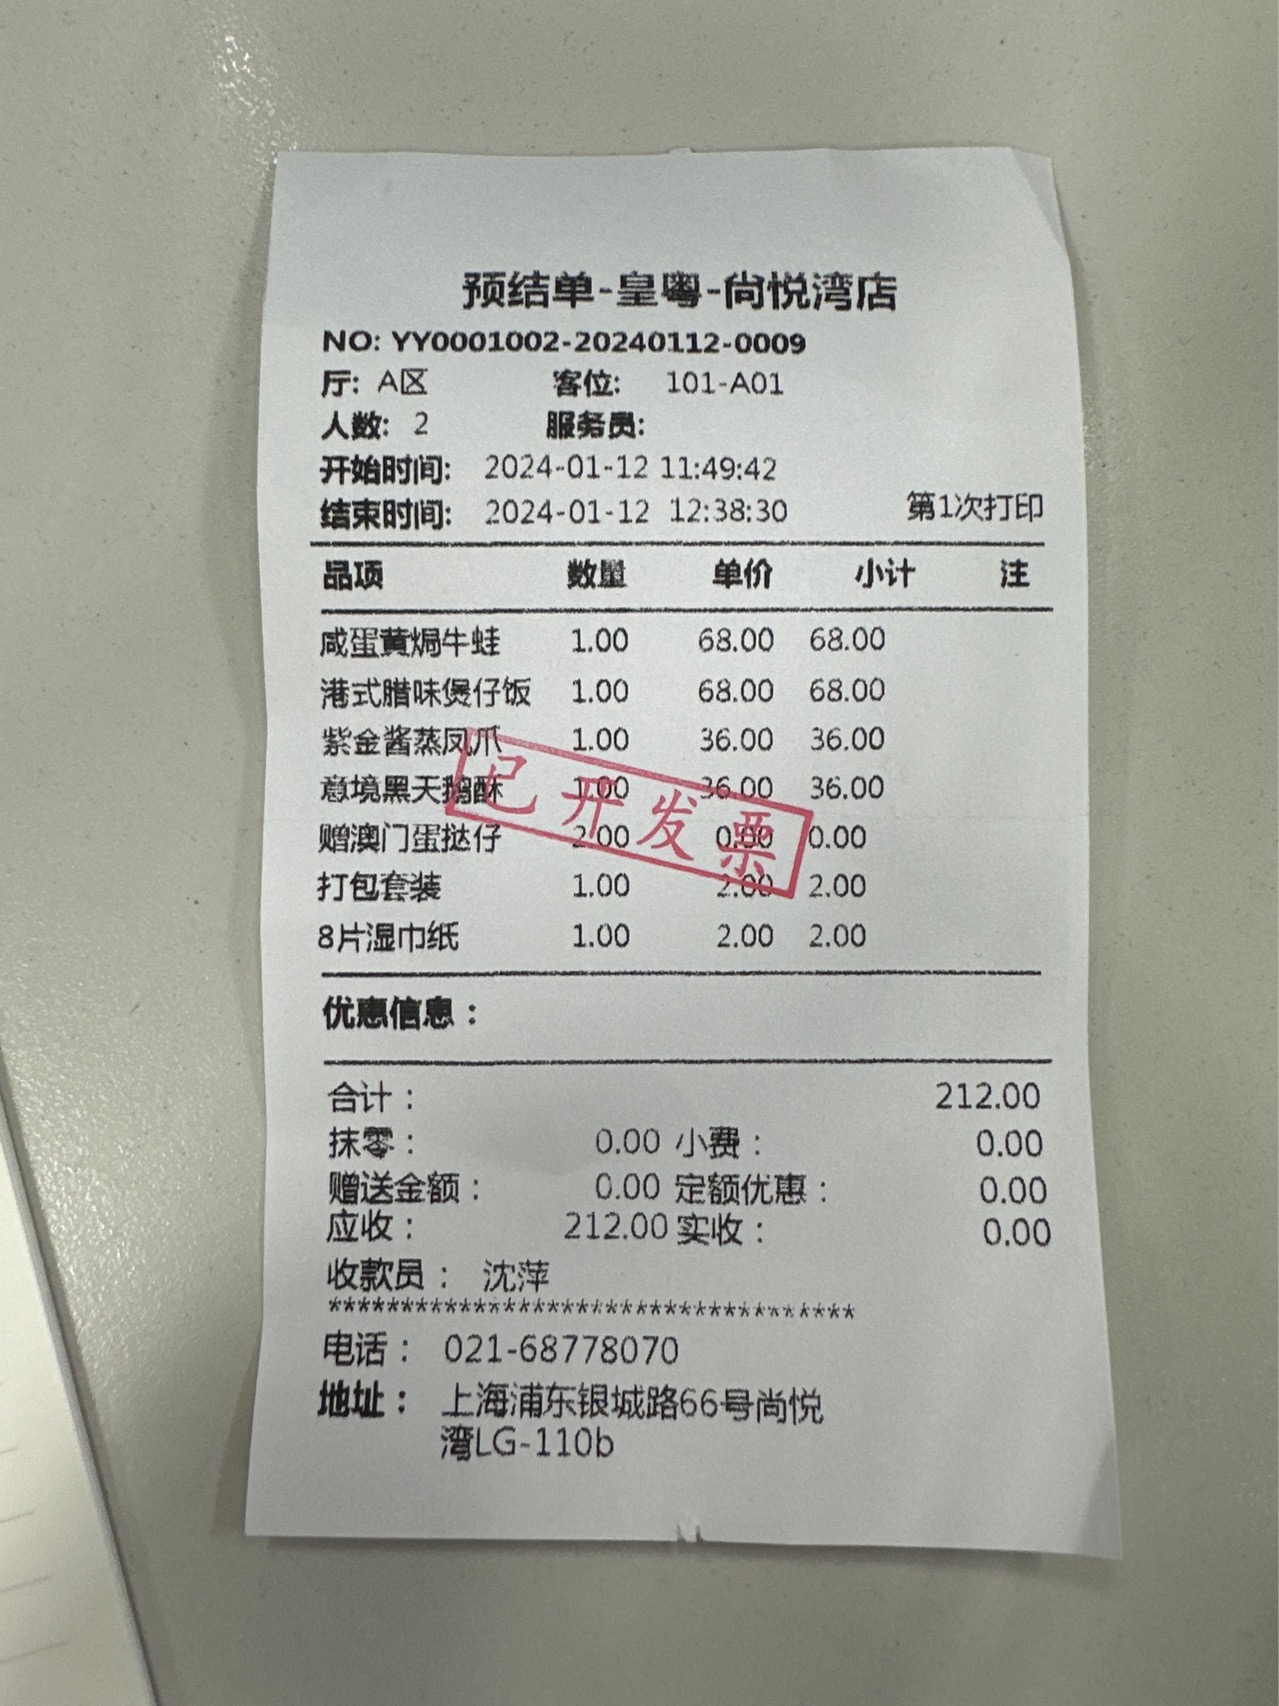 预结单-皇粤-尚悦湾店
NO: YY0001002-20240112-0009
厅: A区 客位: 101-A01
人数: 2 服务员:
开始时间: 2024-01-12 11:49:42
结束时间: 2024-01-12 12:38:30 第1次打印
品项 数量 单价 小计 注
咸蛋黄焗牛蛙 1.00 68.00 68.00
港式腊味煲仔饭 1.00 68.00 68.00
紫金酱蒸凤爪 1.00 36.00 36.00
意境黑天鹅酥 1.00 36.00 36.00
已开发票
赠澳门蛋挞仔 2.00 0.00 0.00
打包套装 1.00 2.00 2.00
8片湿巾纸 1.00 2.00 2.00
优惠信息：
合计： 212.00
抹零： 0.00 小费： 0.00
赠送金额： 0.00 定额优惠： 0.00
应收： 212.00 实收： 0.00
收款员： 沈萍
************************************
电话： 021-68778070
地址： 上海浦东银城路66号尚悦
湾LG-110b